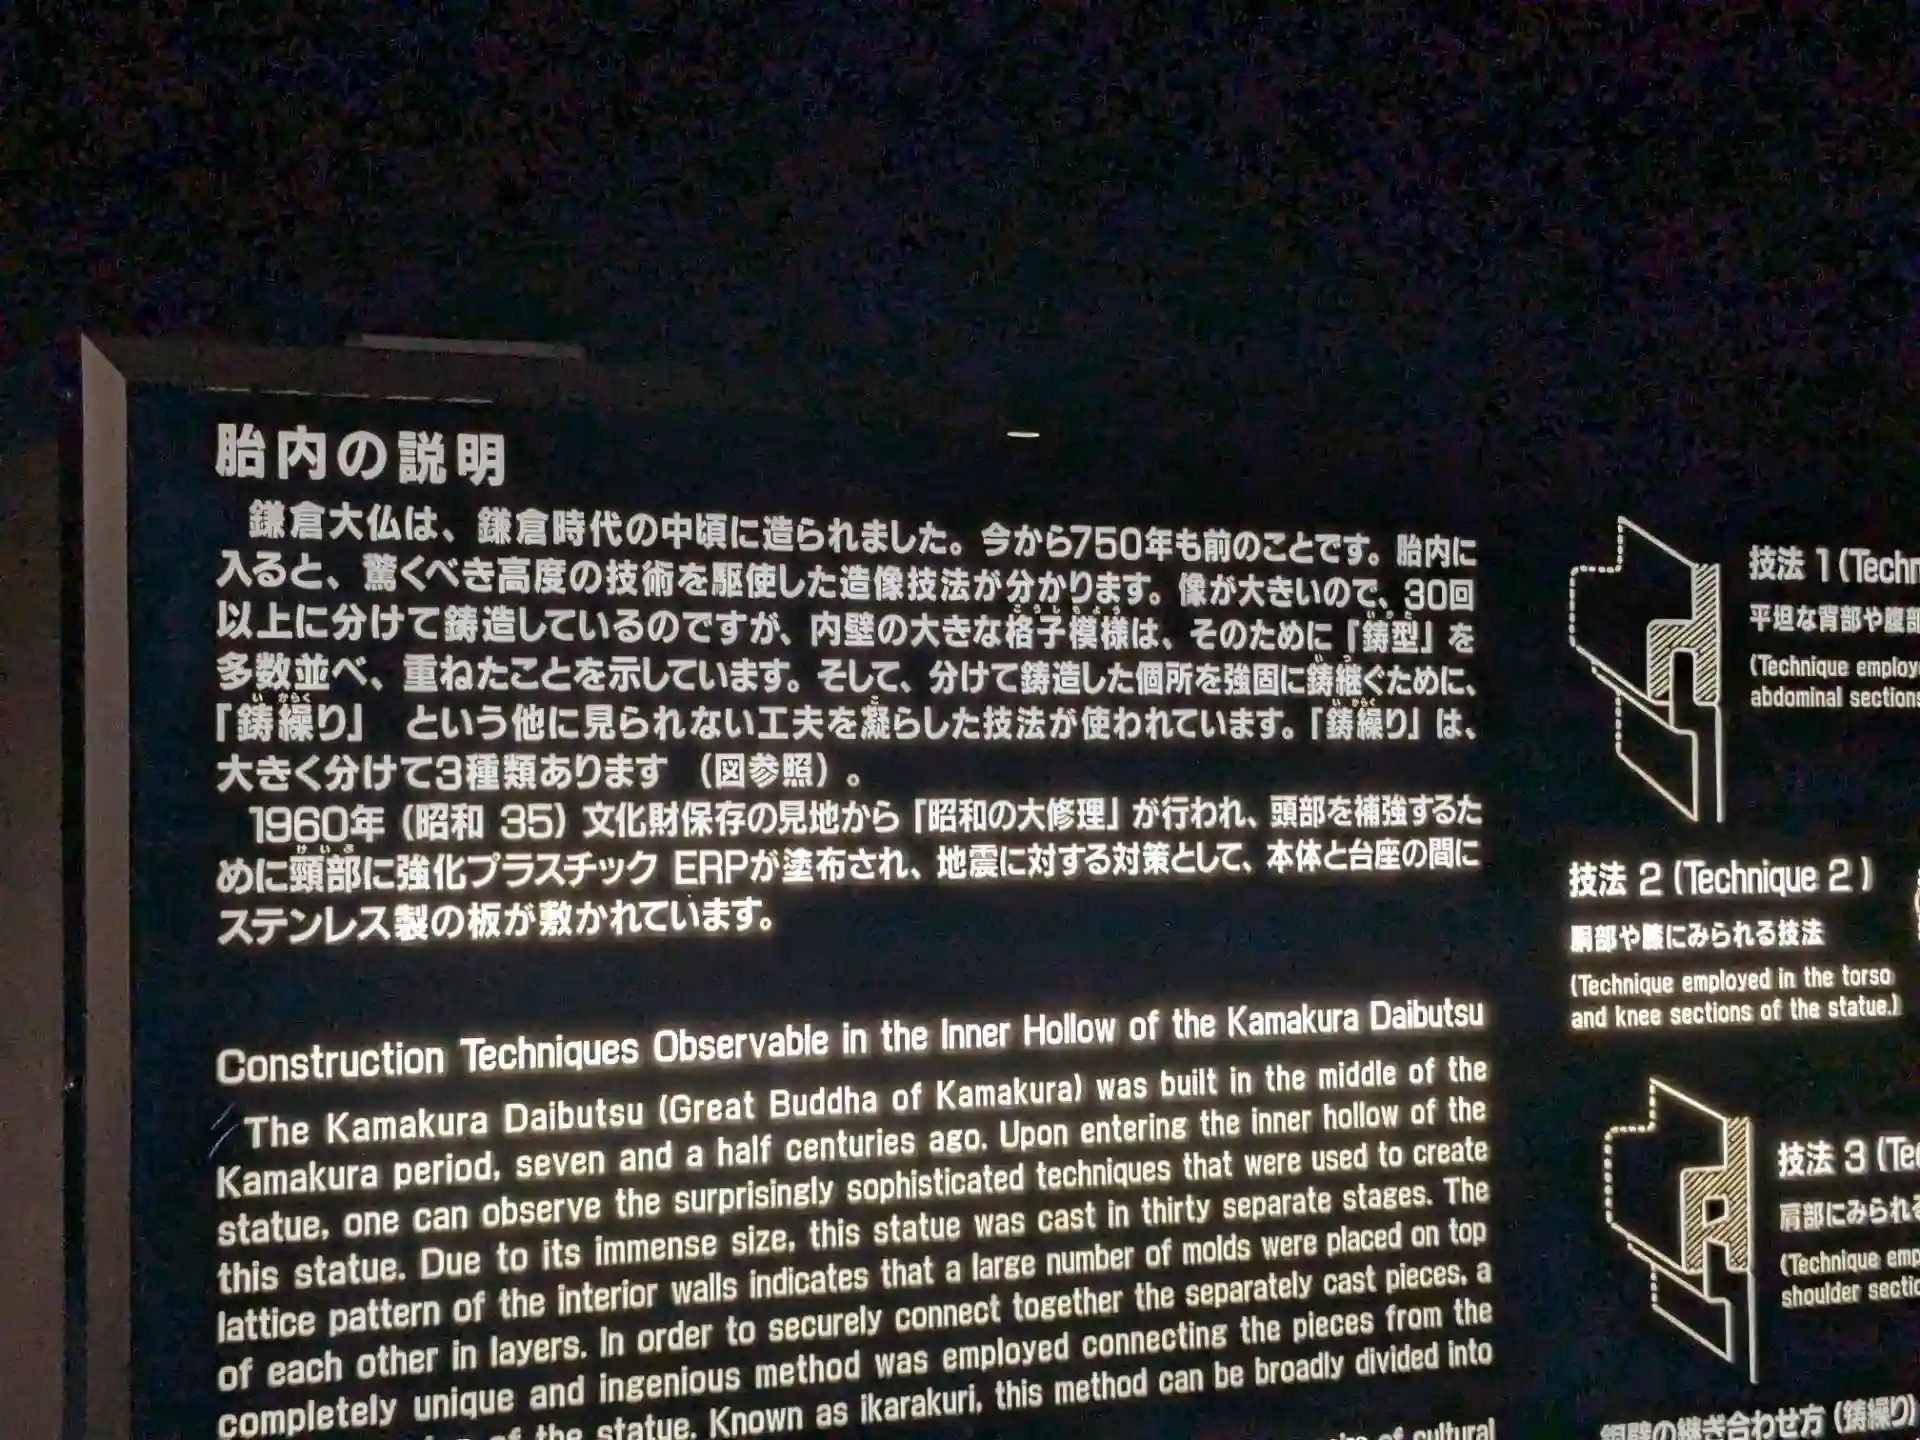 胎内の説明
鎌倉大仏は、鎌倉時代の中頃に造られました。今から750年も前のことです。胎内に
入ると、驚くべき高度の技術を駆使した造像技法が分かります。像が大きいので、30回
以上に分けて鋳造しているのですが、内壁の大きな格子模様は、そのために「鋳型」を
多数並べ、重ねたことを示しています。そして、分けて鋳造した個所を強固に鋳継ぐために、
「鋳繰り」 という他に見られない工夫を凝らした技法が使われています。「鋳繰り」は、
大きく分けて3種類あります (図参照)。
1960年 (昭和 35) 文化財保存の見地から「昭和の大修理」が行われ、頭部を補強するた
めに頸部に強化プラスチック ERPが塗布され、地震に対する対策として、本体と台座の間に
ステンレス製の板が敷かれています。
Construction Techniques Observable in the Inner Hollow of the Kamakura Daibutsu
The Kamakura Daibutsu (Great Buddha of Kamakura) was built in the middle of the
Kamakura period, seven and a half centuries ago. Upon entering the inner hollow of the
statue, one can observe the surprisingly sophisticated techniques that were used to create
this statue. Due to its immense size, this statue was cast in thirty separate stages. The
lattice pattern of the interior walls indicates that a large number of molds were placed on top
of each other in layers. In order to securely connect together the separately cast pieces, a
completely unique and ingenious method was employed connecting the pieces from the
of the statue. Known as ikarakuri, this method can be broadly divided into
of cultural
技法 1 (Techn
平坦な背部や腹部
(Technique employ
abdominal sections
技法 2 (Technique 2 )
胴部や膝にみられる技法
(Technique employed in the torso
and knee sections of the statue.)
技法 3 (Tec
肩部にみられる
(Technique emp
shoulder sectio
銅壁の継ぎ合わせ方 (鋳繰り)